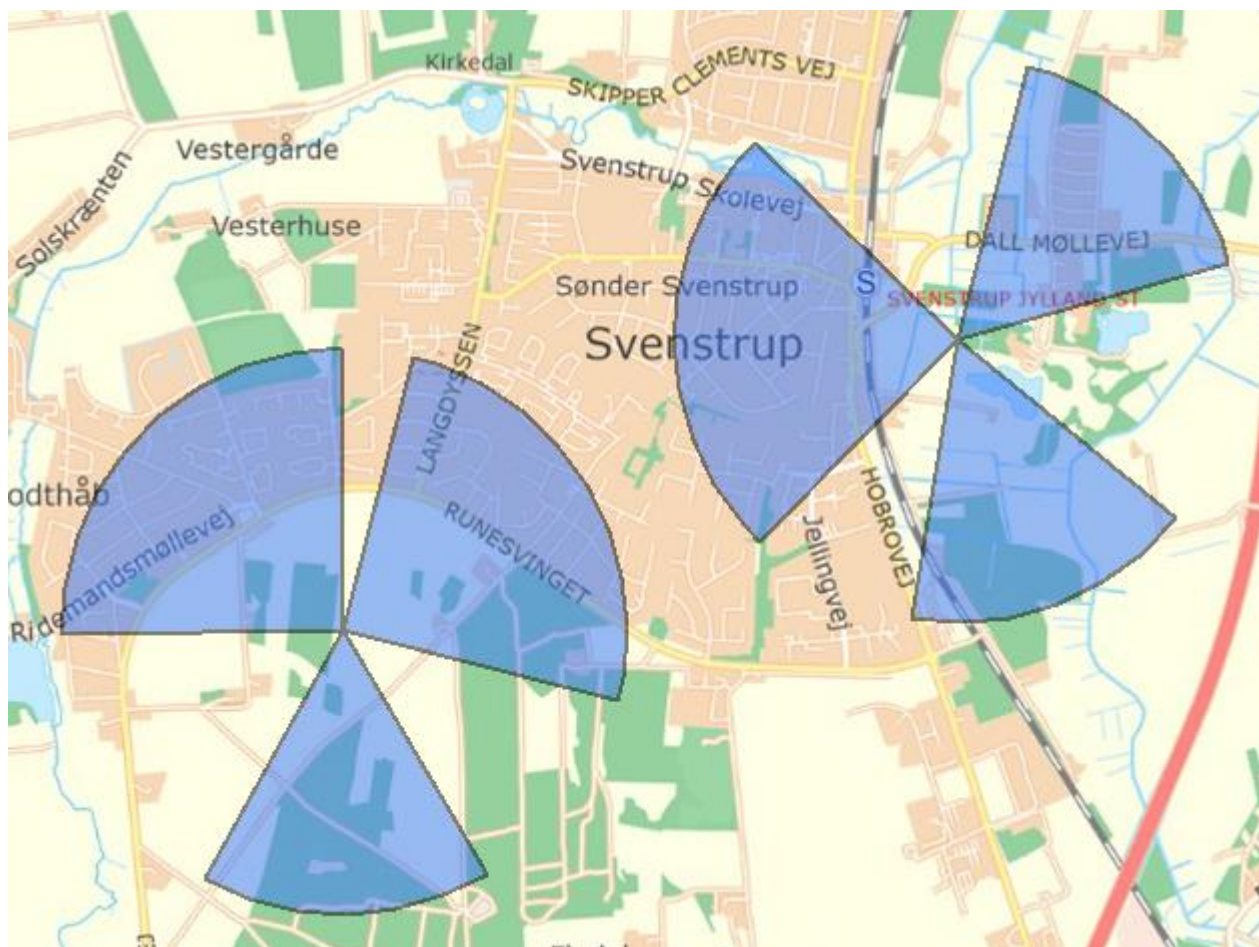 Kirkedal
SKIPPER CLEMENTS VEJ
Vestergårde
Svenstrup Skolevej
Solskrænten
Vesterhuse
DALL MØLLEVEJ
Sønder Svenstrup
S
SVENSTRUP JYLLAND ST
Svenstrup
LANGDYSSEN
odthåb
Ridemandsmøllevej
RUNESVINGET
HOBROVEJ
Jellingvej